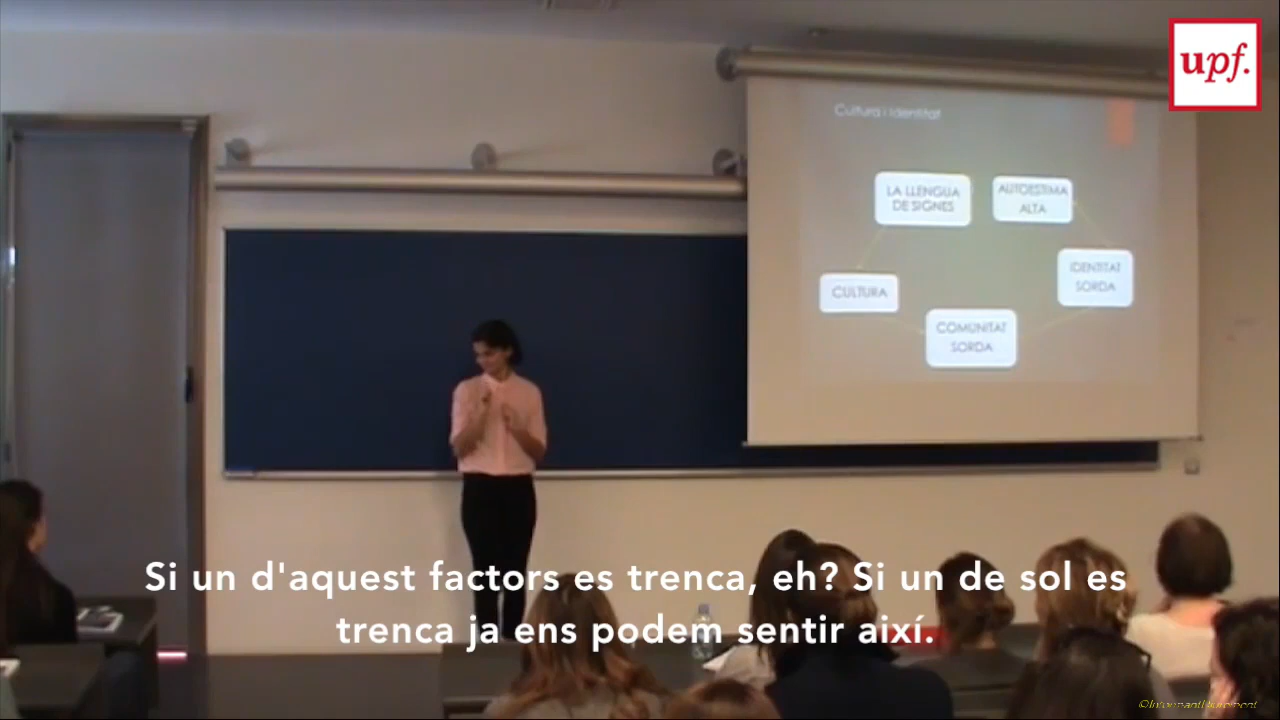 upf.
Cultura i Identitat
LA LLENGUA
DE SIGNES
AUTOESTIMA
ALTA
IDENTITAT
SORDA
CULTURA
COMUNITAT
SORDA
Si un d'aquest factors es trenca, eh? Si un de sol es
trenca ja ens podem sentir així.